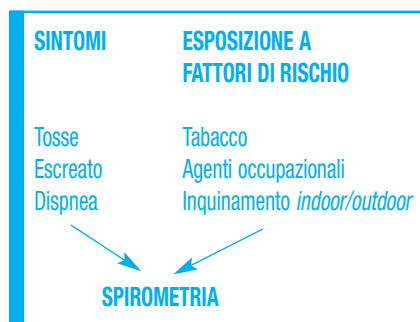 SINTOMI ESPOSIZIONE A
FATTORI DI RISCHIO
Tosse Tabacco
Escreato Agenti occupazionali
Dispnea Inquinamento indoor/outdoor
SPIROMETRIA